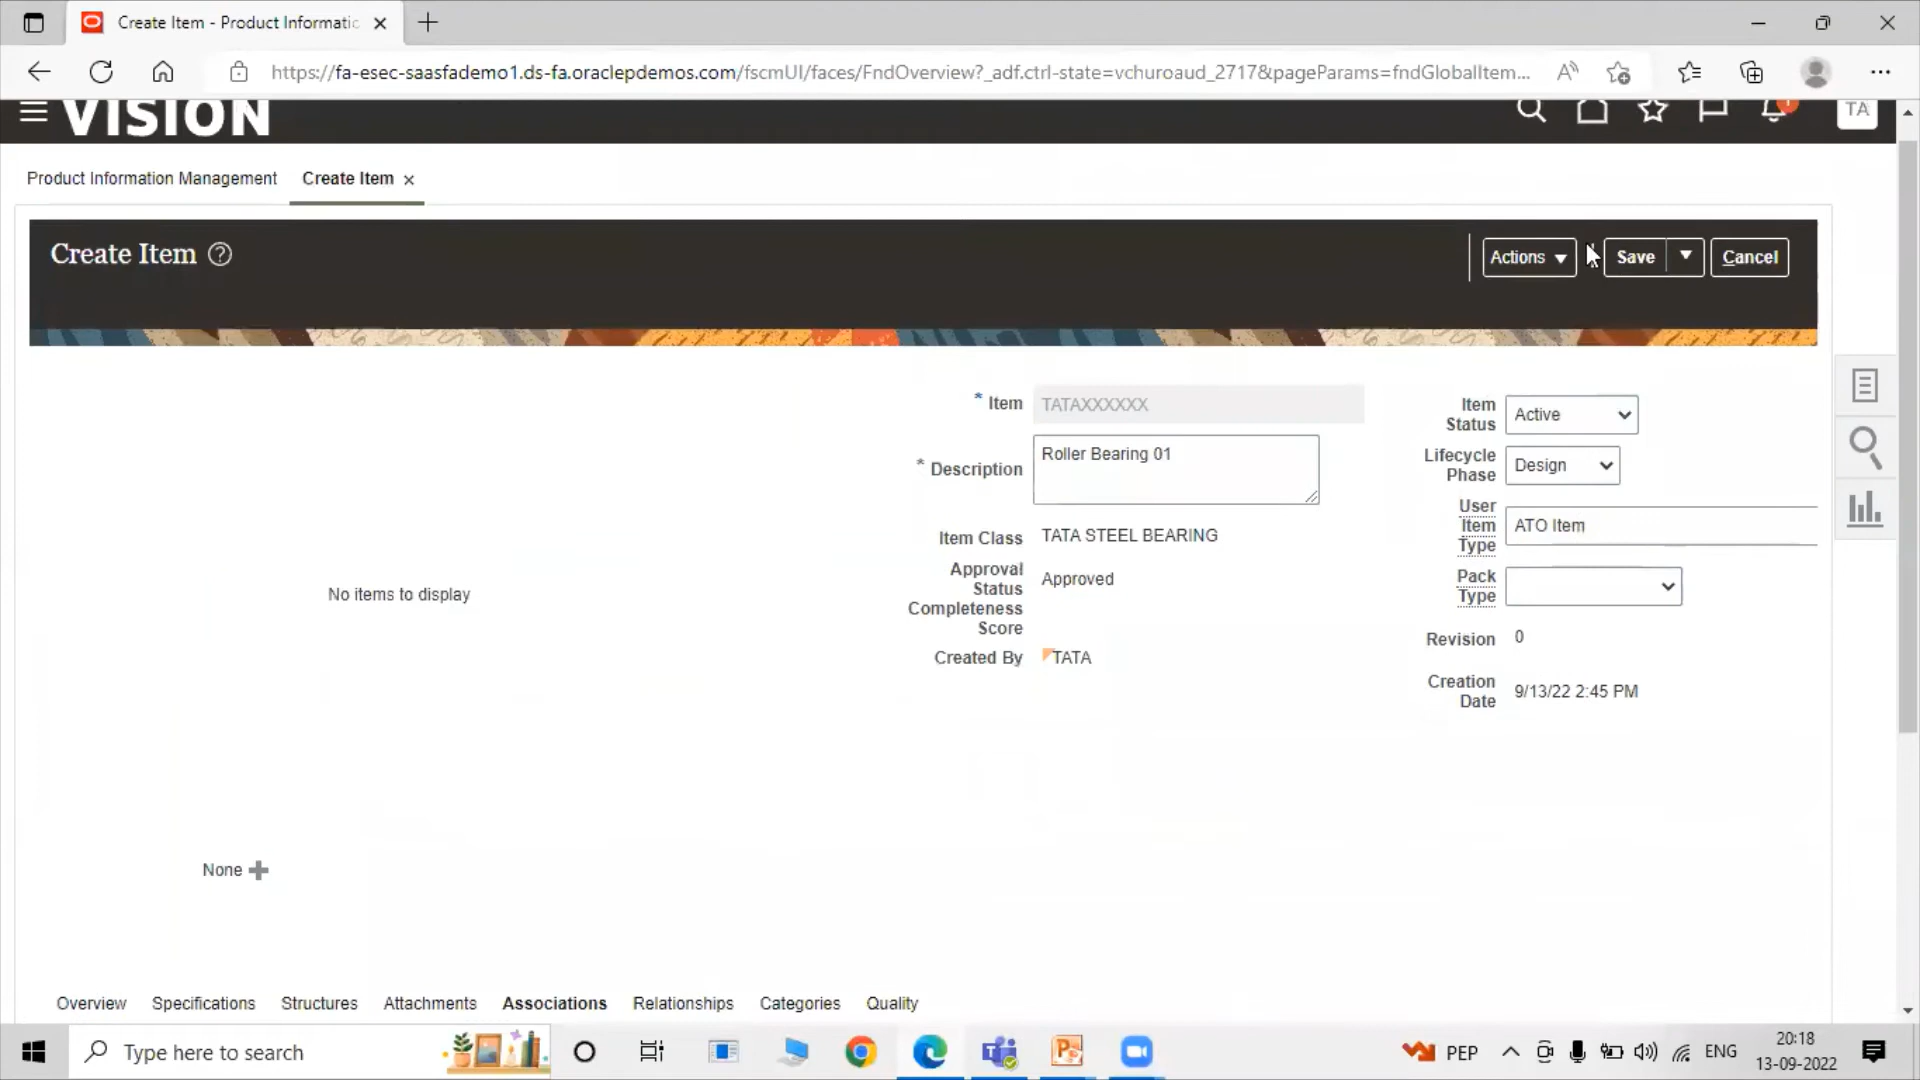 Create Item - Product Informatic
https://fa-esec-saasfademo1.ds-fa.oraclepdemos.com/fscmUI/faces/FndOverview?_adf.ctrl-state=vchuroaud_2717&pageParams=fndGlobalItem...
VISION
TA
Product Information Management
Create Item
Create Item
Actions
Save
Cancel
* Item
TATAXXXXXX
* Description
Roller Bearing 01
Item Class
TATA STEEL BEARING
Approval
Status
Approved
Completeness
Score
Created By
TATA
Item
Status
Active
Lifecycle
Phase
Design
User
Item
Type
ATO Item
Pack
Type
Revision
0
Creation
Date
9/13/22 2:45 PM
No items to display
None
Overview Specifications Structures Attachments Associations Relationships Categories Quality
Type here to search
PEP
ENG
20:18
13-09-2022